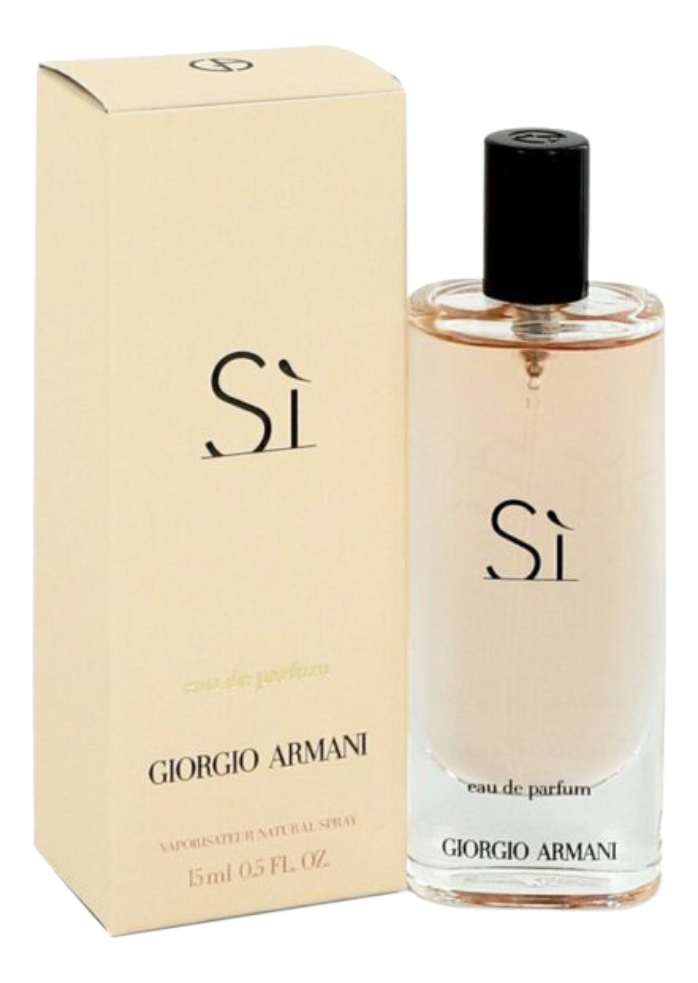 Sì
eau de parfum
GIORGIO ARMANI
VAPORISATEUR NATURAL SPRAY
15 ml 0.5 FL. OZ.
Sì
eau de parfum
GIORGIO ARMANI